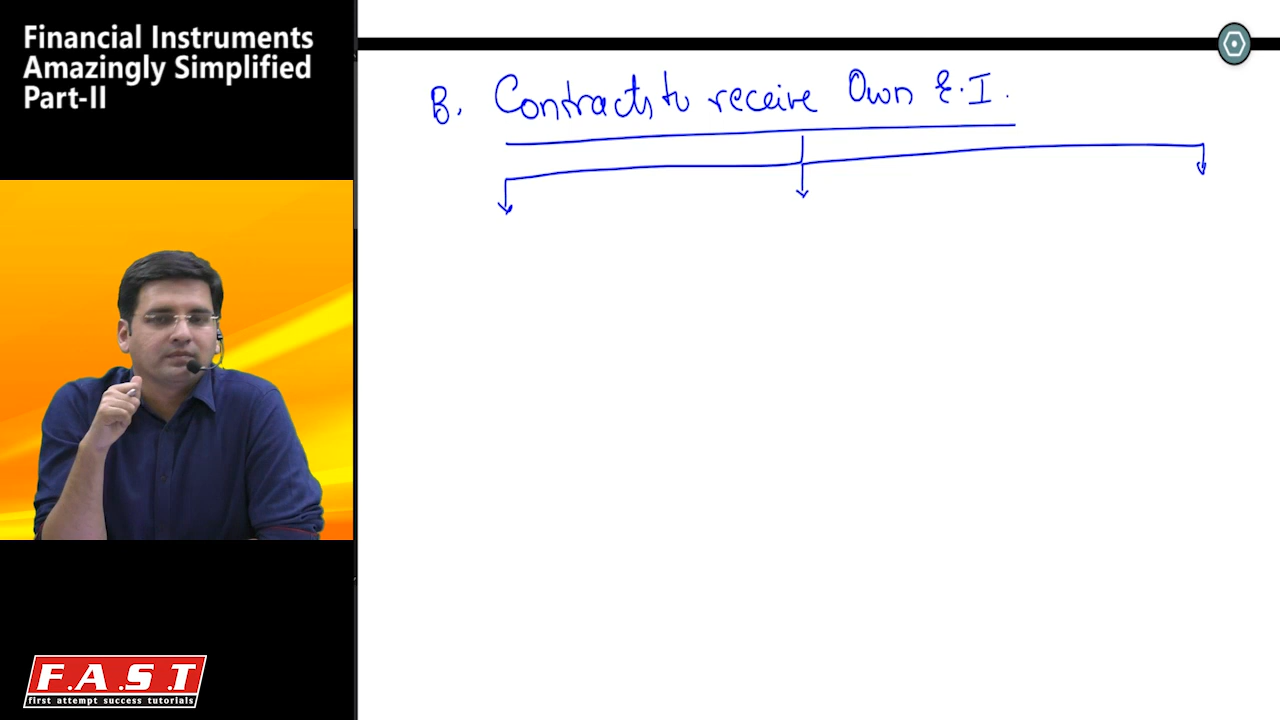 Financial Instruments
Amazingly Simplified
Part-II
B. Contracts to receive Own E.I.
F.A.S.T
first attempt success tutorials